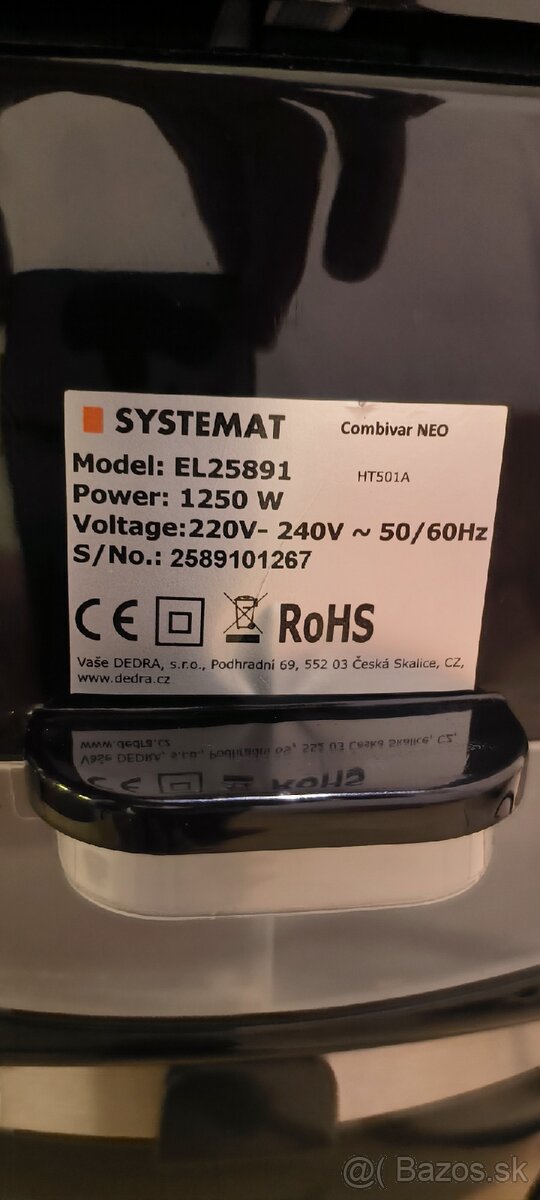 SYSTEMAT Combivar NEO
Model: EL25891 HT501A
Power: 1250 W
Voltage:220V- 240V ~ 50/60Hz
S/No.: 2589101267
CE RoHS
Vaše DEDRA, s.r.o., Podhradní 69, 552 03 Česká Skalice, CZ,
www.dedra.cz
@( Bazos.sk